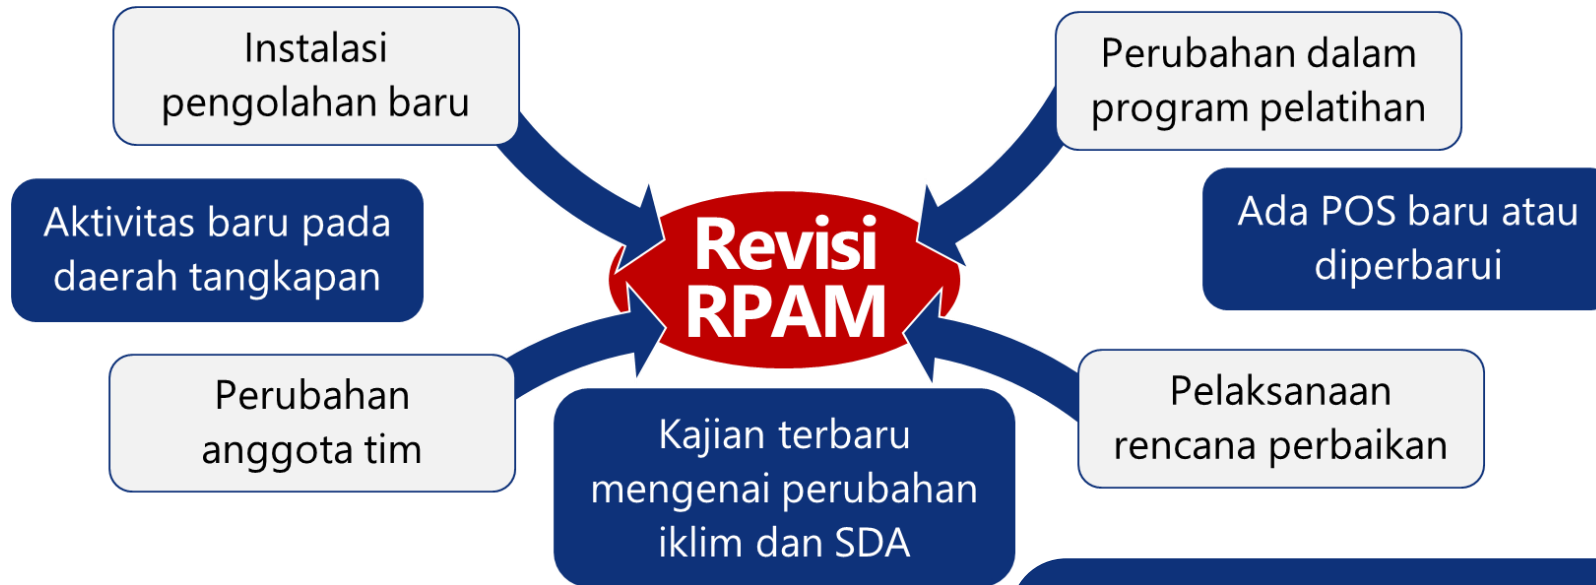 Instalasi
pengolahan baru
Perubahan dalam
program pelatihan
Aktivitas baru pada
daerah tangkapan
Revisi
RPAM
Ada POS baru atau
diperbarui
Perubahan
anggota tim
Kajian terbaru
mengenai perubahan
iklim dan SDA
Pelaksanaan
rencana perbaikan